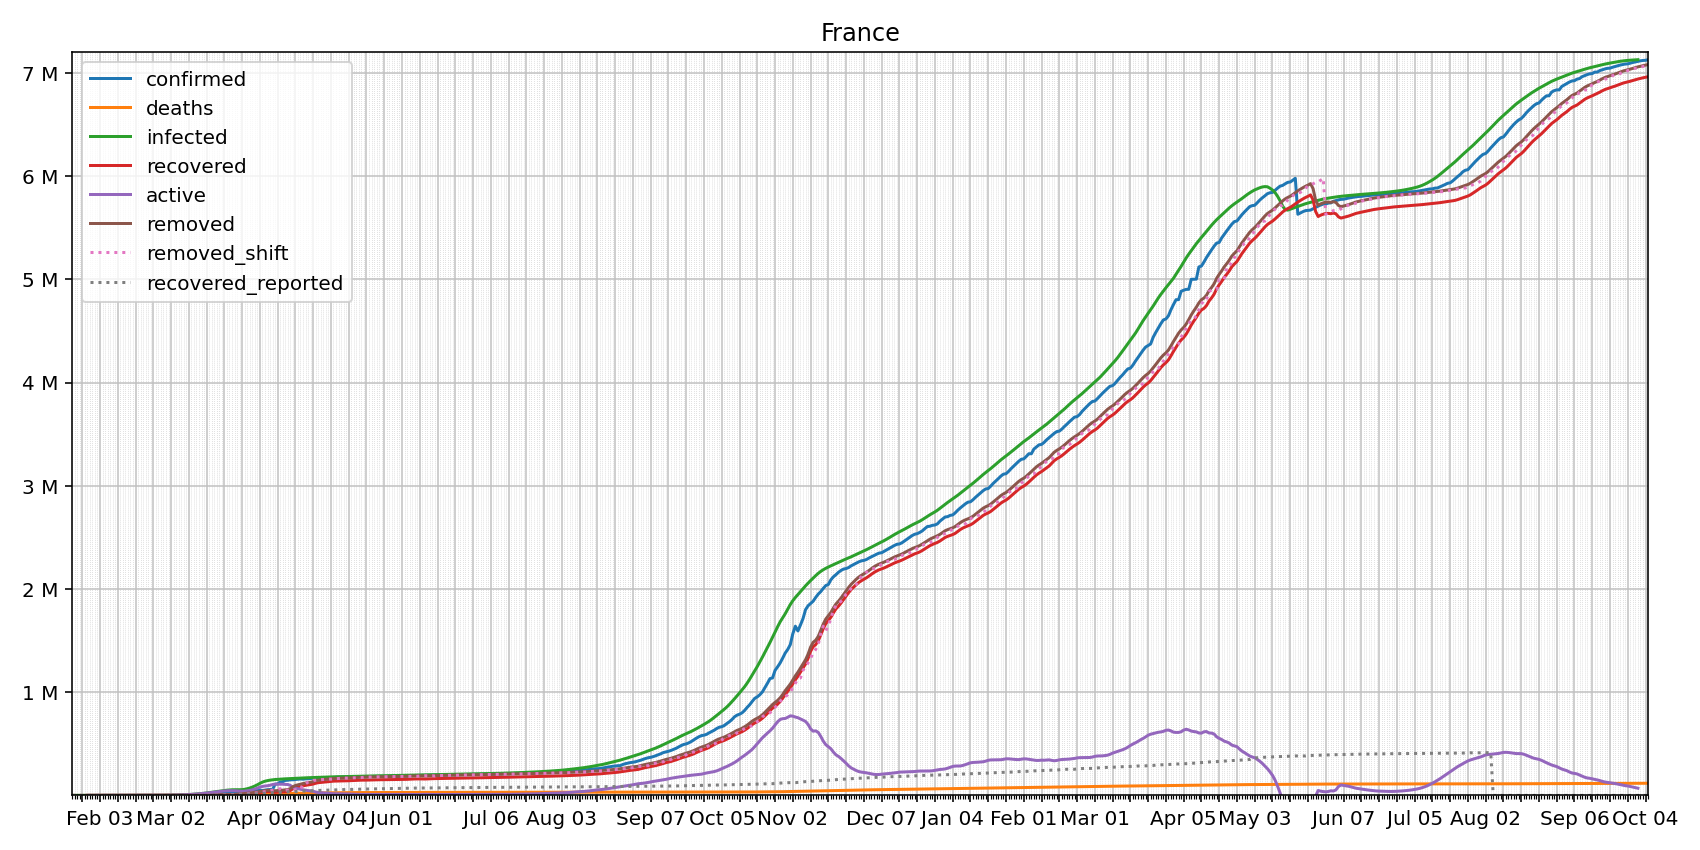 France
7 M
6 M
5 M
4 M
3 M
2 M
1 M
confirmed
deaths
infected
recovered
active
removed
removed_shift
recovered_reported
Feb 03 Mar 02 Apr 06 May 04 Jun 01 Jul 06 Aug 03 Sep 07 Oct 05 Nov 02 Dec 07 Jan 04 Feb 01 Mar 01 Apr 05 May 03 Jun 07 Jul 05 Aug 02 Sep 06 Oct 04